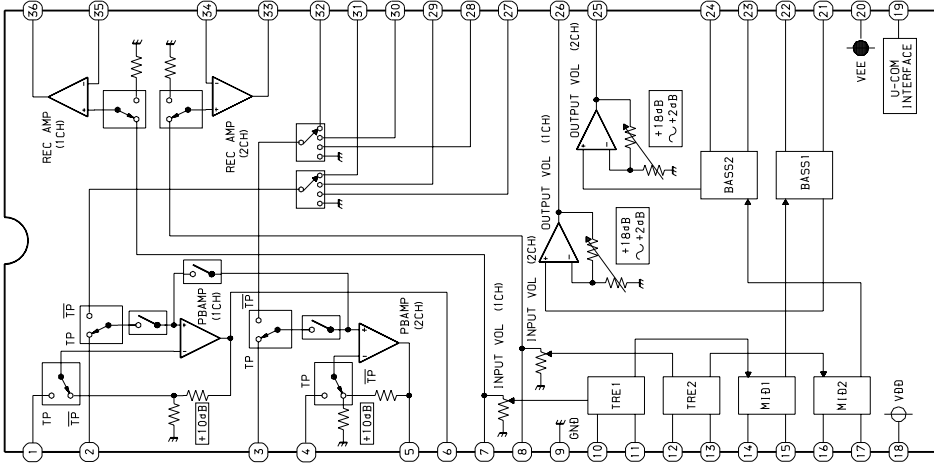 36
35
34
33
32
31
30
29
28
27
26
25
24
23
22
21
20
19
REC AMP
(1CH)
REC AMP
(2CH)
OUTPUT VOL (1CH)
OUTPUT VOL (2CH)
VEE
U-COM
INTERFACE
+18dB
~+2dB
+18dB
~+2dB
BASS2
BASS1
TP
TP
PBAMP
(1CH)
TP
TP
TP
TP
PBAMP
(2CH)
TP
TP
+10dB
+10dB
INPUT VOL (1CH)
INPUT VOL (2CH)
GND
TRE1
TRE2
MID1
MID2
VDD
1
2
3
4
5
6
7
8
9
10
11
12
13
14
15
16
17
18